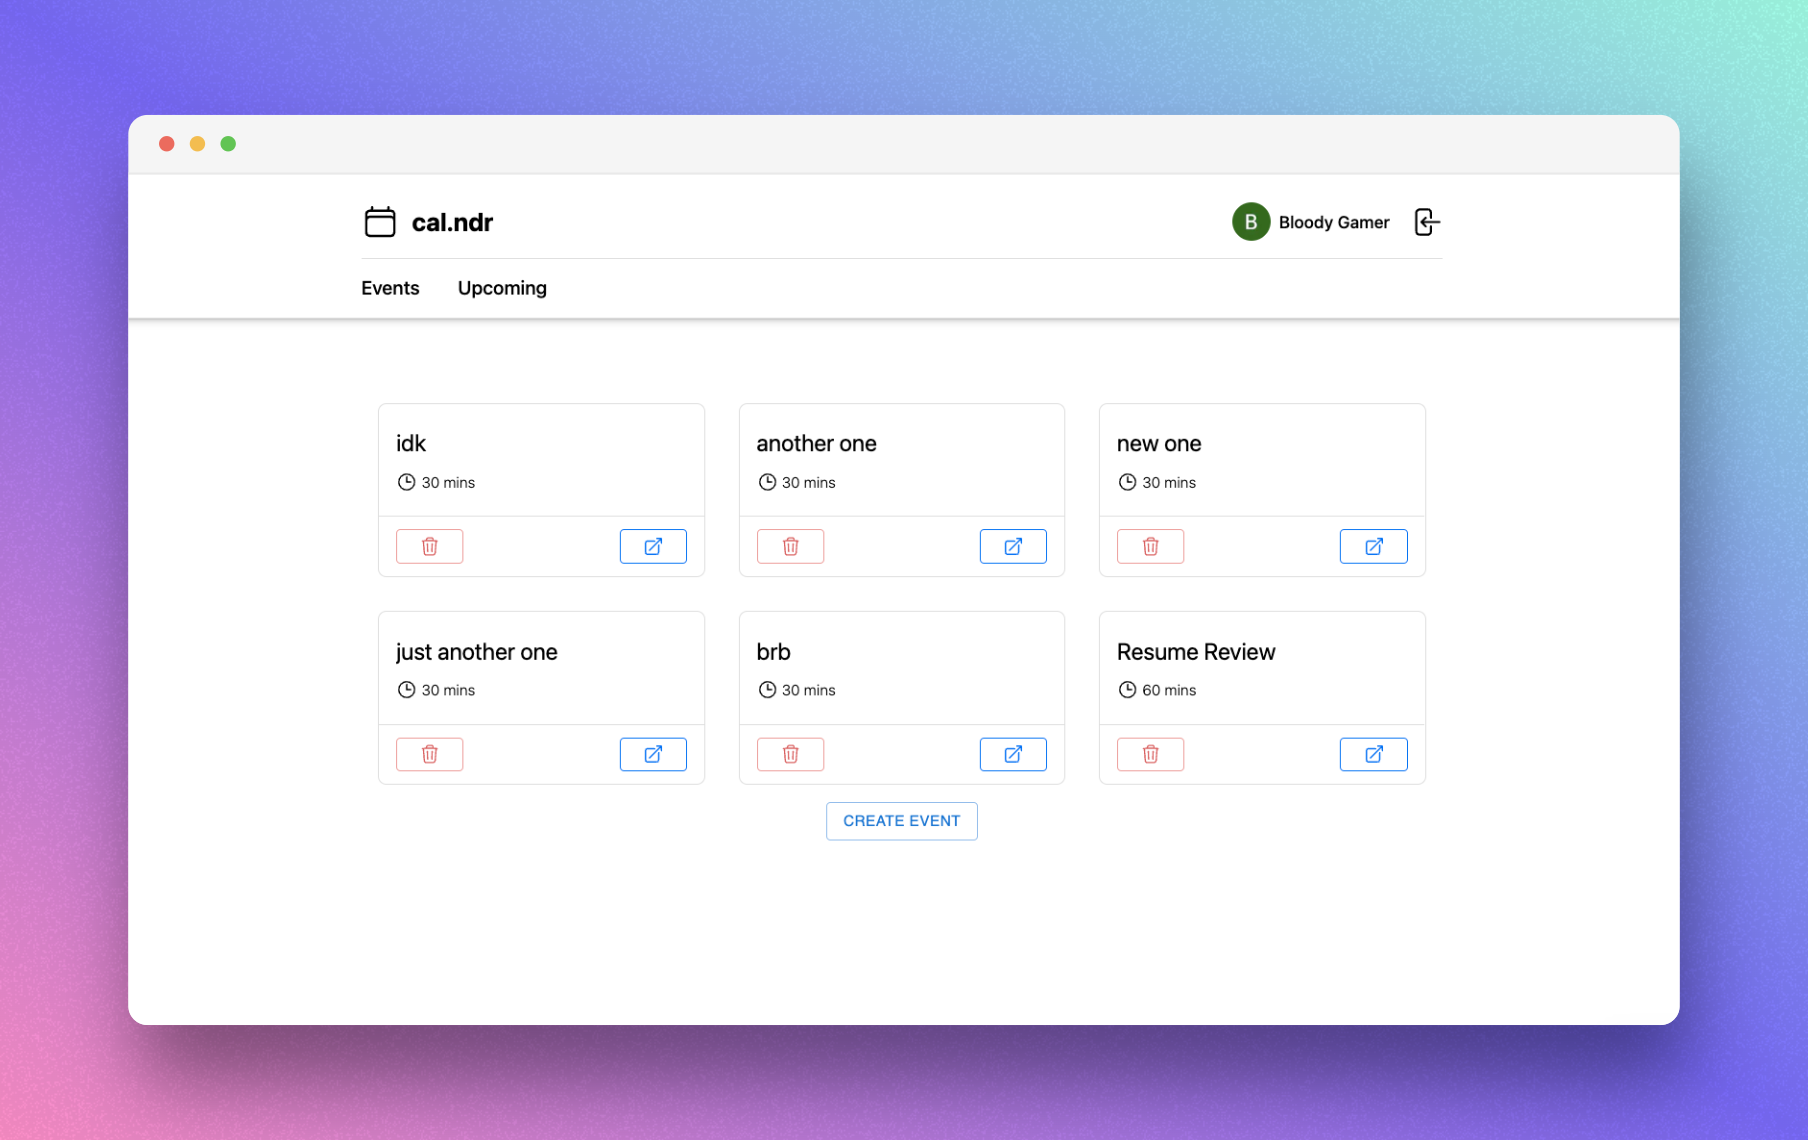 cal.ndr
B Bloody Gamer
Events Upcoming
idk
30 mins
another one
30 mins
new one
30 mins
just another one
30 mins
brb
30 mins
Resume Review
60 mins
CREATE EVENT